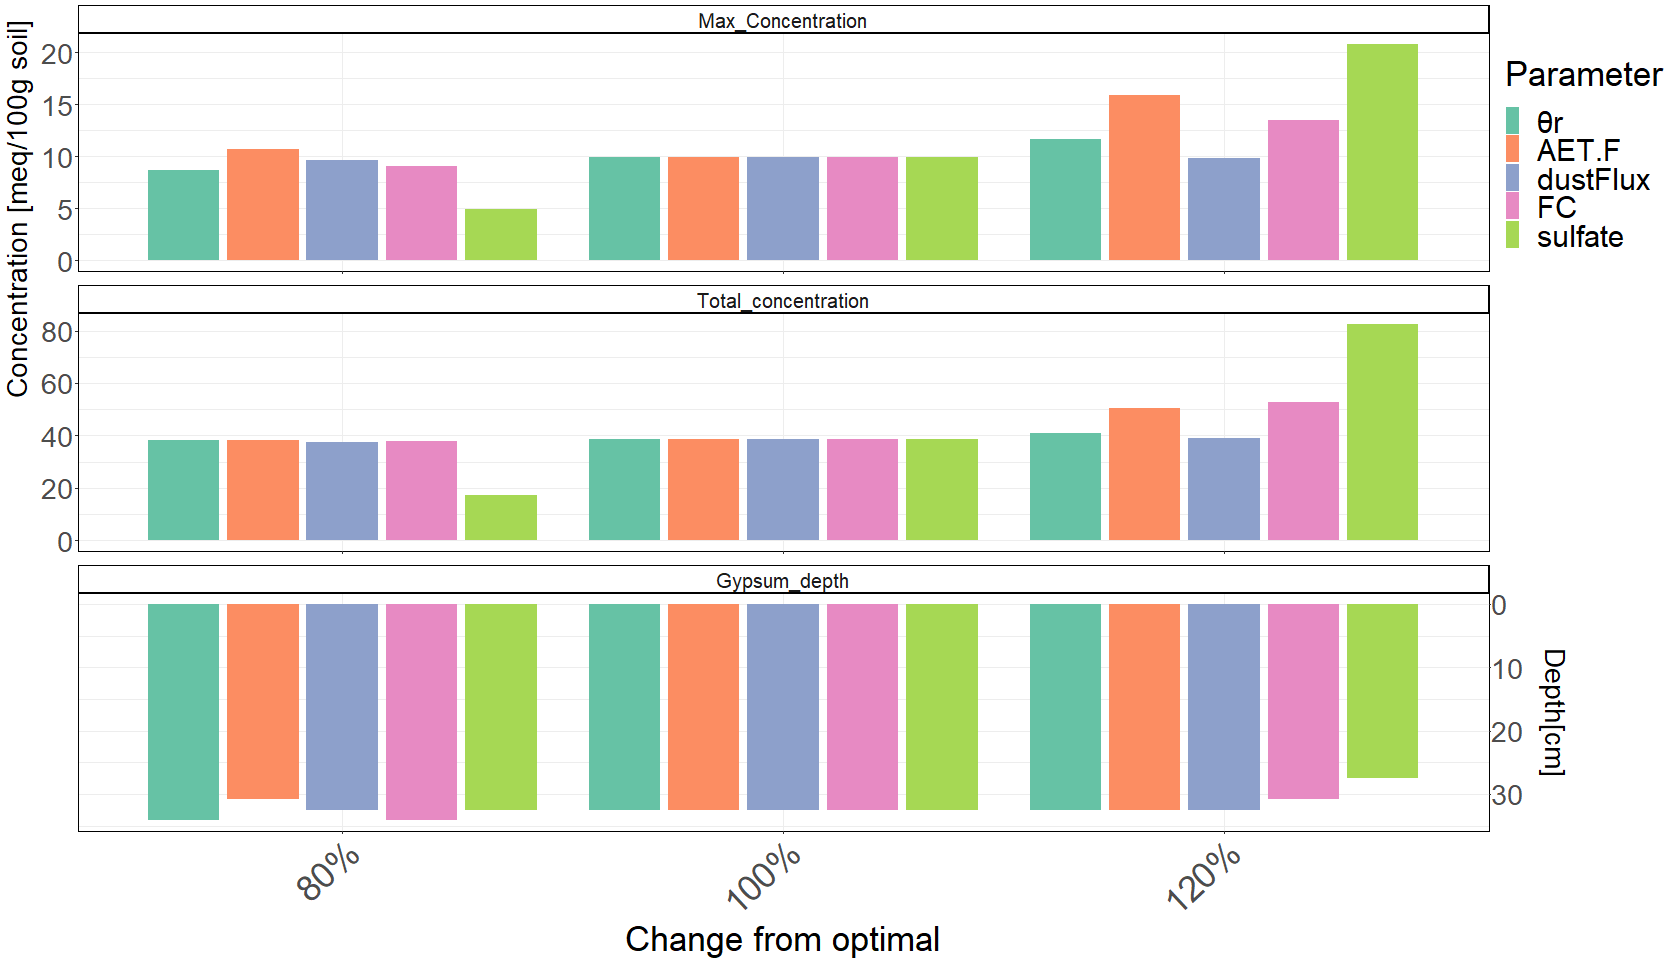 Max_Concentration
Concentration [meq/100g soil]
20
15
10
5
0
Parameter
θr
AET.F
dustFlux
FC
sulfate
Total_concentration
80
60
40
20
0
Gypsum_depth
0
10
20
30
Depth[cm]
80%
100%
120%
Change from optimal